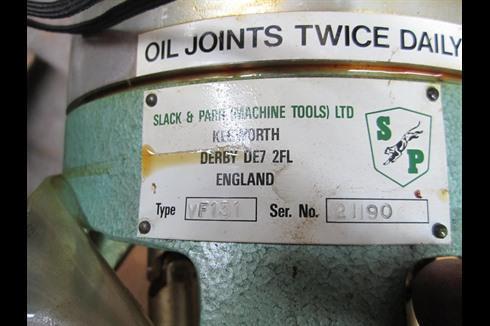 OIL JOINTS TWICE DAILY
SLACK & PARR (MACHINE TOOLS) LTD
KEGWORTH
DERBY DE7 2FL
ENGLAND
S
P
Type VF131 Ser. No. 21190